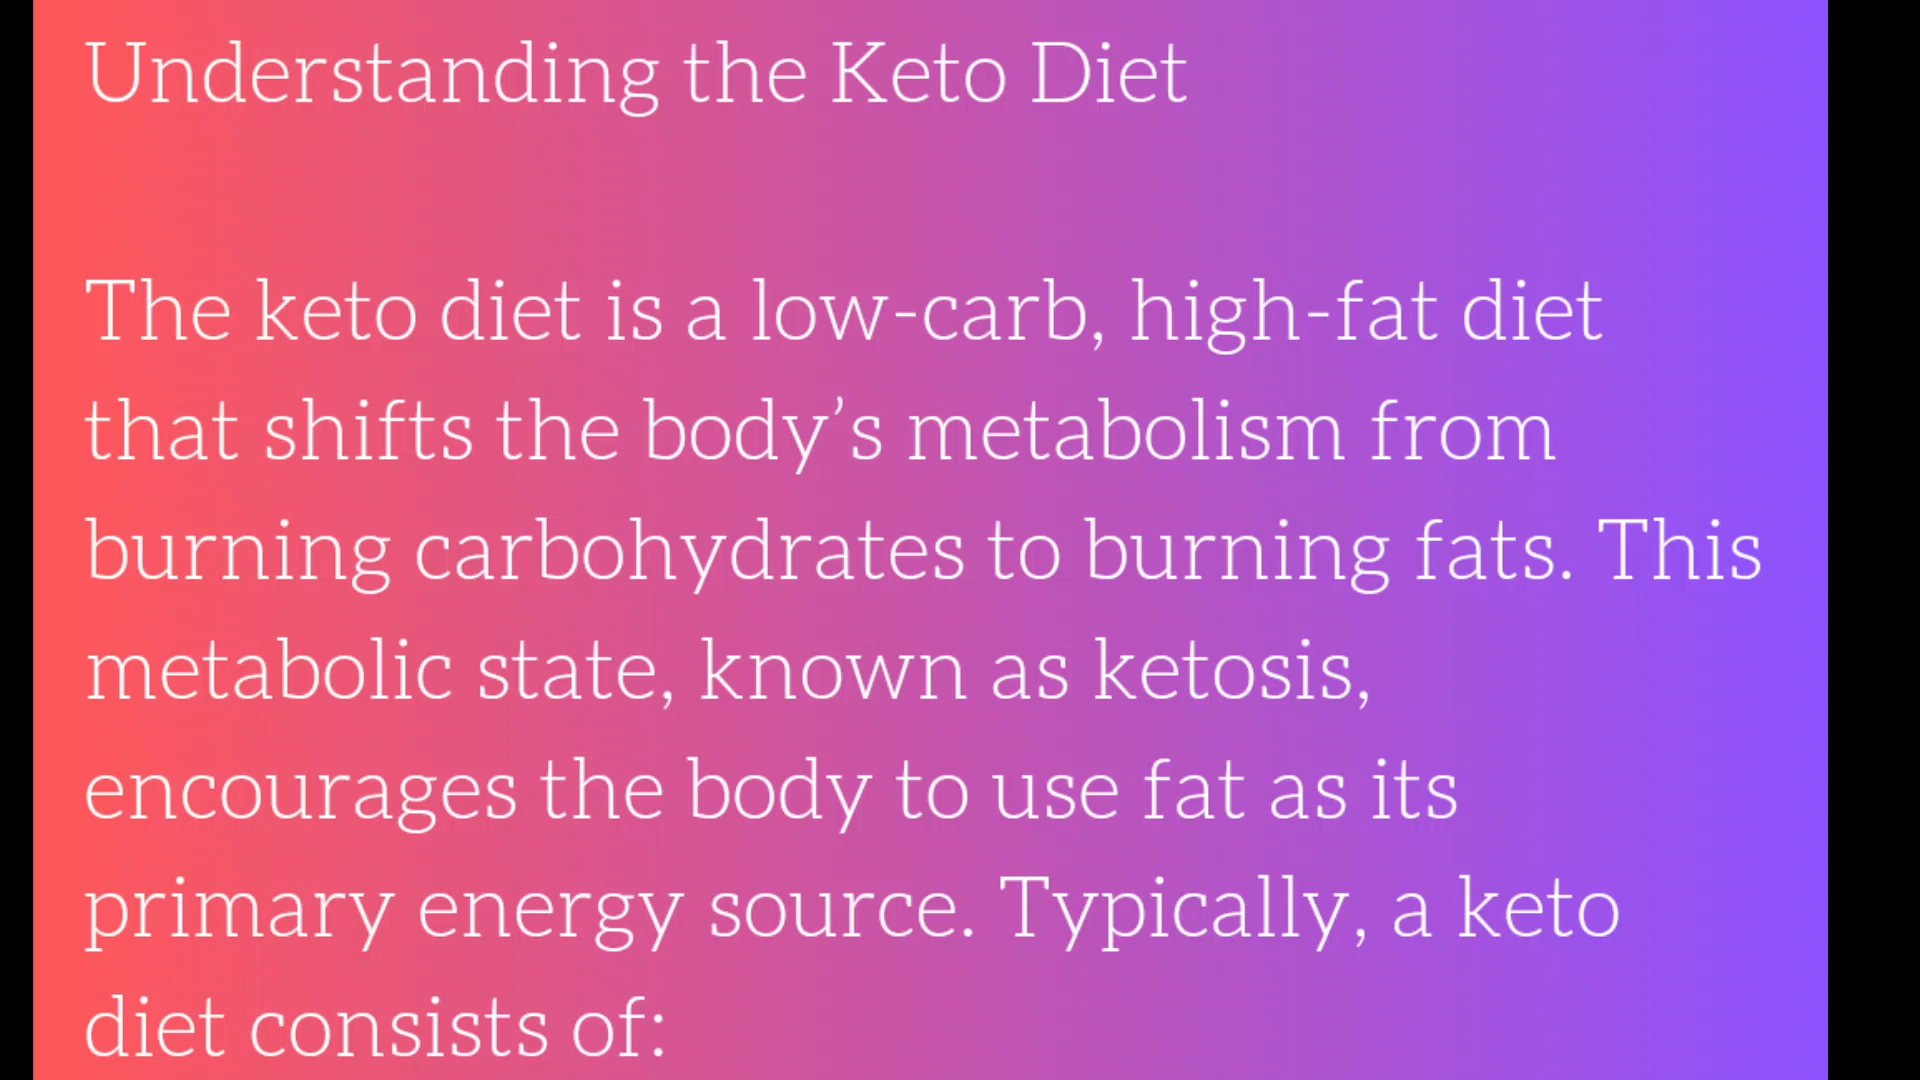 Understanding the Keto Diet
The keto diet is a low-carb, high-fat diet
that shifts the body’s metabolism from
burning carbohydrates to burning fats. This
metabolic state, known as ketosis,
encourages the body to use fat as its
primary energy source. Typically, a keto
diet consists of: